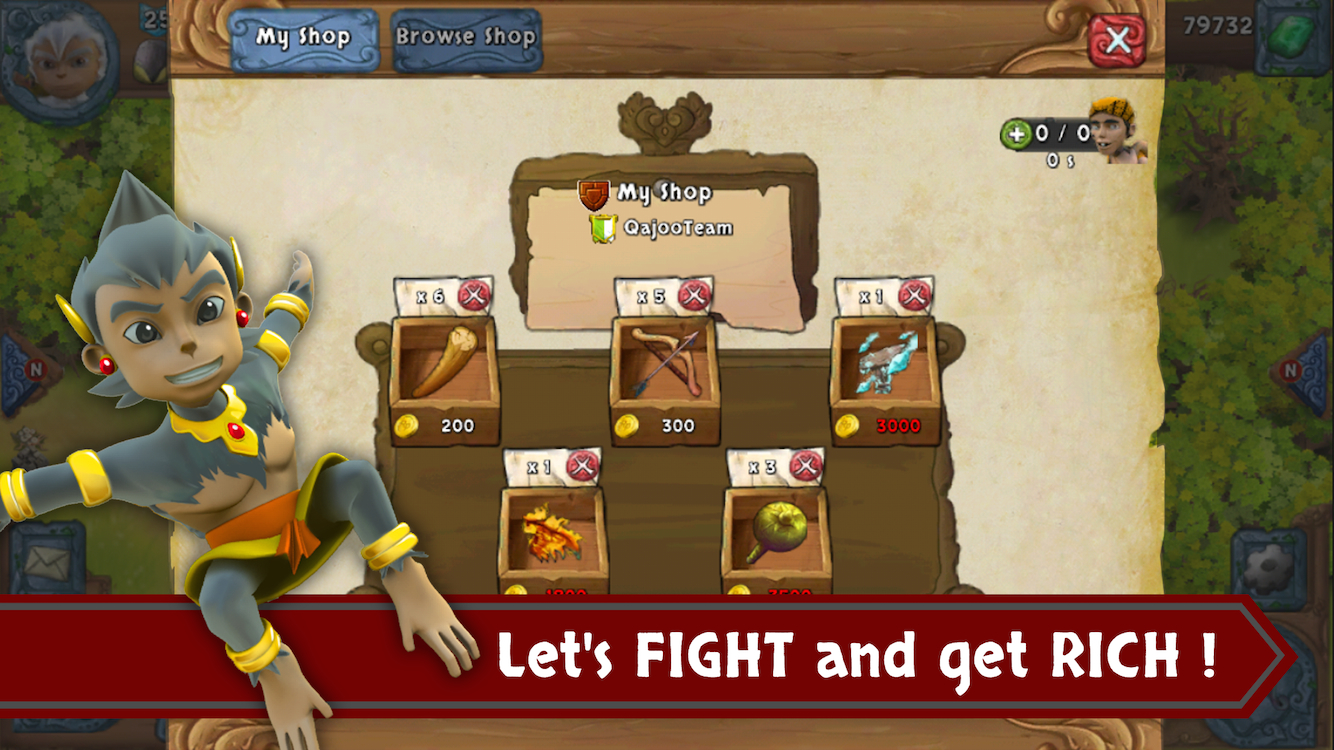 25
My Shop
Browse Shop
79732
0 / 0
0 s
My Shop
QajooTeam
x 6
x 5
x 1
N
N
200
300
3000
x 1
x 3
Let's FIGHT and get RICH !